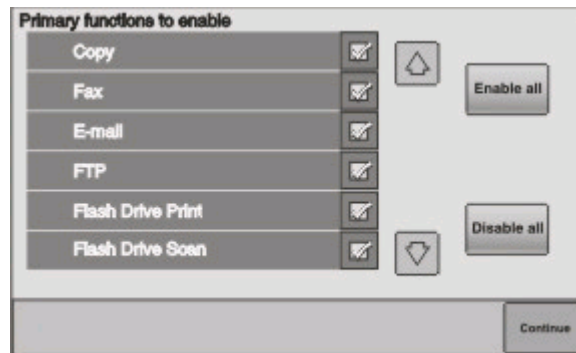 Primary functions to enable
Copy
Fax
E-mail
FTP
Flash Drive Print
Flash Drive Scan
Enable all
Disable all
Continue